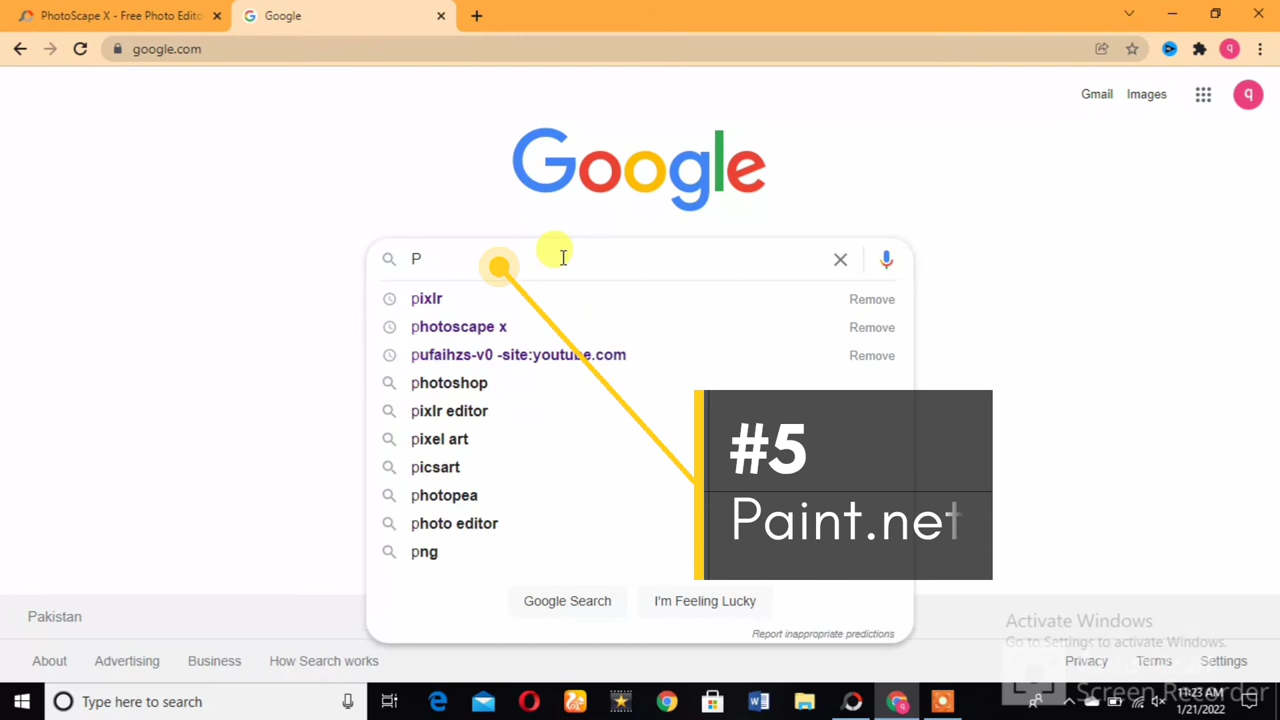 PhotoScape X - Free Photo Edito
Google
google.com
Gmail Images q
Google
P
pixlr Remove
photoscape x Remove
pufaihzs-v0 -site:youtube.com Remove
photoshop
pixlr editor
pixel art
picsart
photopea
photo editor
png
#5
Paint.net
Google Search I'm Feeling Lucky
Report inappropriate predictions
Pakistan
Activate Windows
Go to Settings to activate Windows.
About Advertising Business How Search works Privacy Terms Settings
Screen Recorder
Type here to search
11:23 AM
1/21/2022